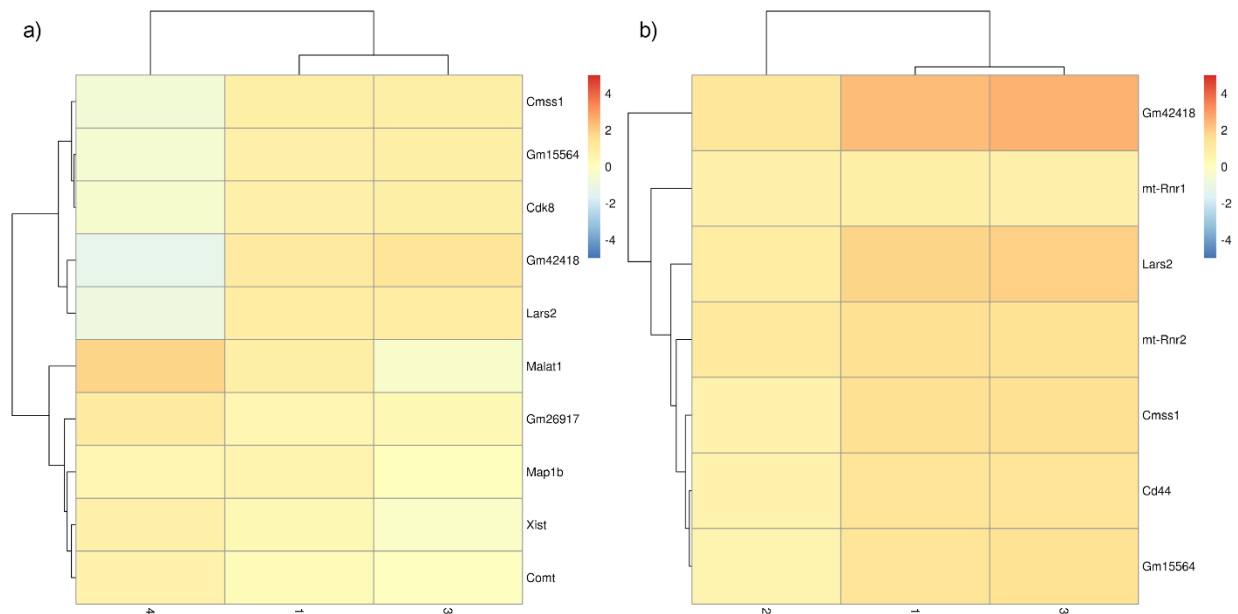 a)
4
2
0
-2
-4
Cmss1
Gm15564
Cdk8
Gm42418
Lars2
Malat1
Gm26917
Map1b
Xist
Comt
4
1
3
b)
4
2
0
-2
-4
Gm42418
mt-Rnr1
Lars2
mt-Rnr2
Cmss1
Cd44
Gm15564
2
1
3